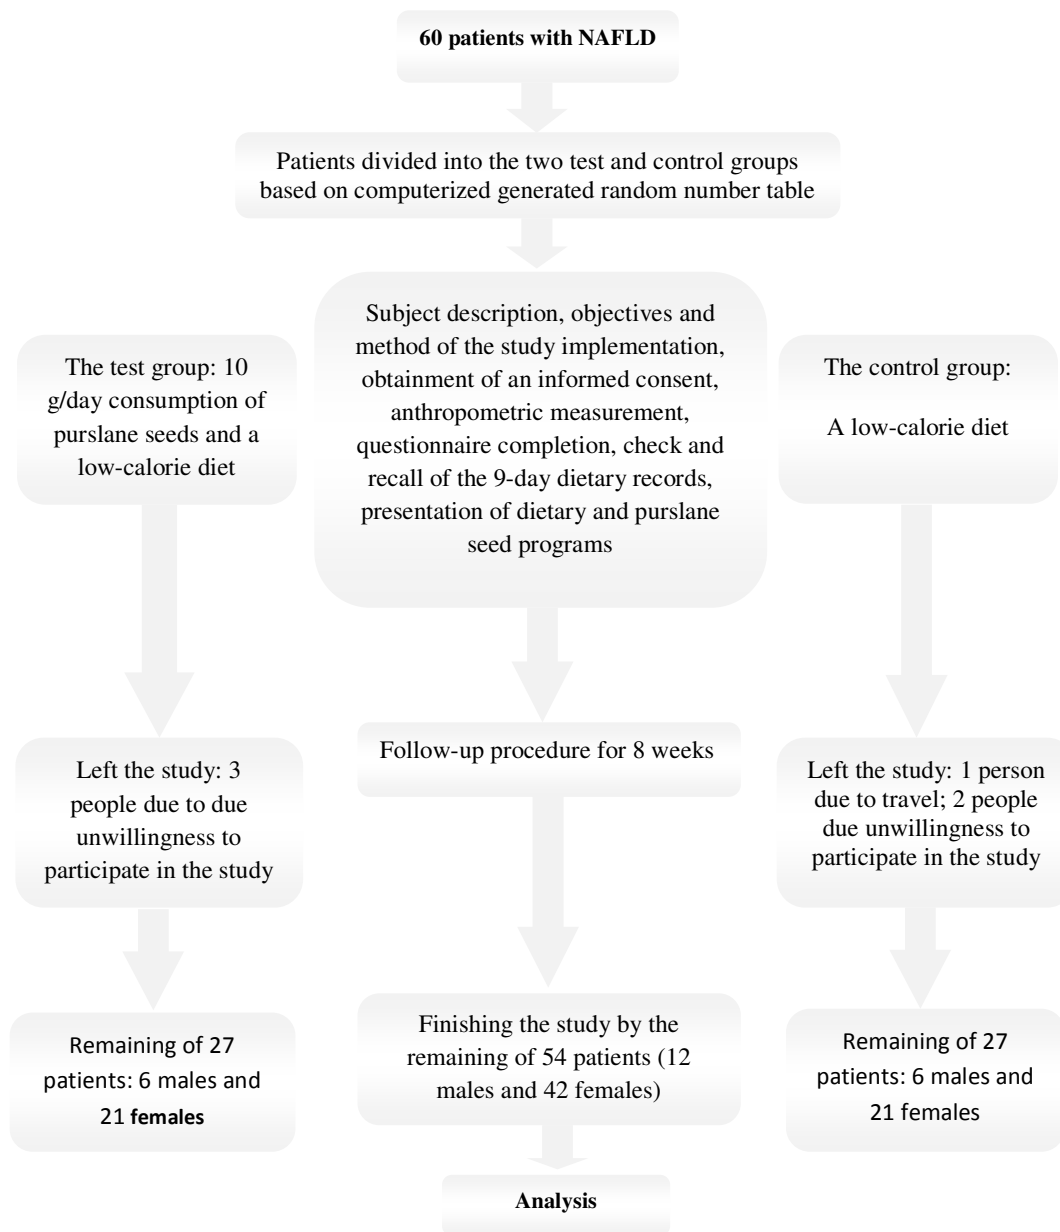 60 patients with NAFLD
Patients divided into the two test and control groups
based on computerized generated random number table
The test group: 10
g/day consumption of
purslane seeds and a
low-calorie diet
Subject description, objectives and
method of the study implementation,
obtainment of an informed consent,
anthropometric measurement,
questionnaire completion, check and
recall of the 9-day dietary records,
presentation of dietary and purslane
seed programs
The control group:
A low-calorie diet
Left the study: 3
people due to due
unwillingness to
participate in the study
Follow-up procedure for 8 weeks
Left the study: 1 person
due to travel; 2 people
due unwillingness to
participate in the study
Remaining of 27
patients: 6 males and
21 females
Finishing the study by the
remaining of 54 patients (12
males and 42 females)
Remaining of 27
patients: 6 males and
21 females
Analysis